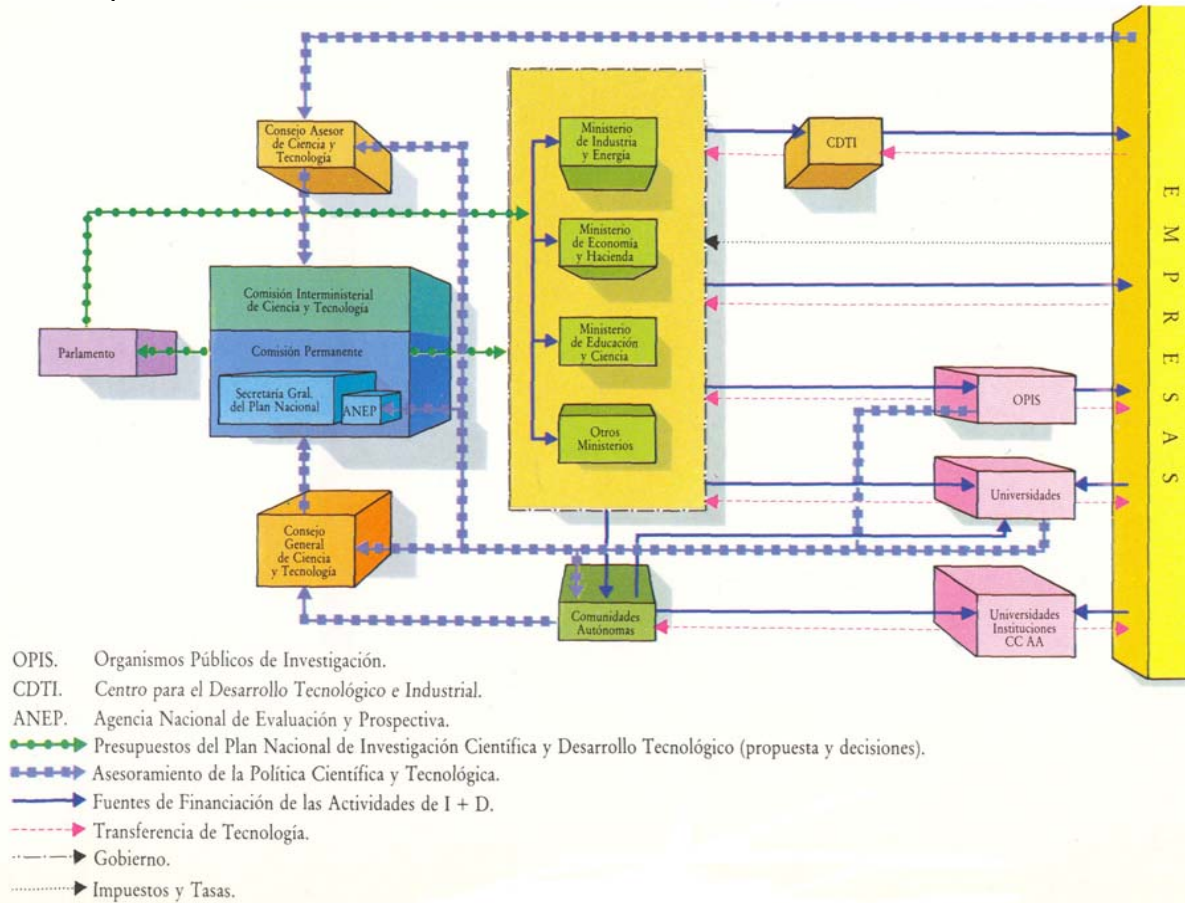 Consejo Asesor
de Ciencia y
Tecnología
Ministerio
de Industria
y Energía
CDTI
EMPRESAS
Ministerio
de Economía
y Hacienda
Comisión Interministerial
de Ciencia y Tecnología
Parlamento
Comisión Permanente
Ministerio
de Educación
y Ciencia
Secretaría Gral.
del Plan Nacional
ANEP
OPIS
Otros
Ministerios
Universidades
Consejo
General
de Ciencia
y Tecnología
Comunidades
Autónomas
Universidades
Instituciones
CC AA
OPIS. Organismos Públicos de Investigación.
CDTI. Centro para el Desarrollo Tecnológico e Industrial.
ANEP. Agencia Nacional de Evaluación y Prospectiva.
Presupuestos del Plan Nacional de Investigación Científica y Desarrollo Tecnológico (propuesta y decisiones).
Asesoramiento de la Política Científica y Tecnológica.
Fuentes de Financiación de las Actividades de I + D.
Transferencia de Tecnología.
Gobierno.
Impuestos y Tasas.